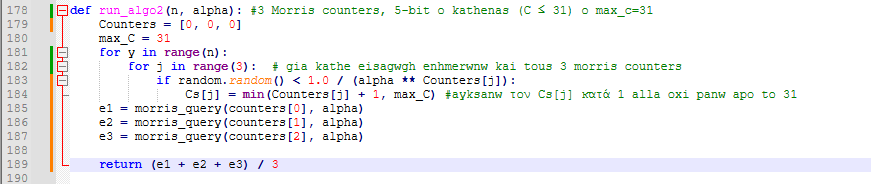 178 def run_algo2(n, alpha): #3 Morris counters, 5-bit o kathenas (C ≤ 31) o max_c=31
179     Counters = [0, 0, 0]
180     max_C = 31
181     for y in range(n):
182         for j in range(3):  # gia kathe eisagwgh enhmerwnw kai tous 3 morris counters
183             if random.random() < 1.0 / (alpha ** Counters[j]):
184                 Cs[j] = min(Counters[j] + 1, max_C) #ayksanw τον Cs[j] κατά 1 alla oxi panw apo to 31
185     e1 = morris_query(counters[0], alpha)
186     e2 = morris_query(counters[1], alpha)
187     e3 = morris_query(counters[2], alpha)
188
189     return (e1 + e2 + e3) / 3
190